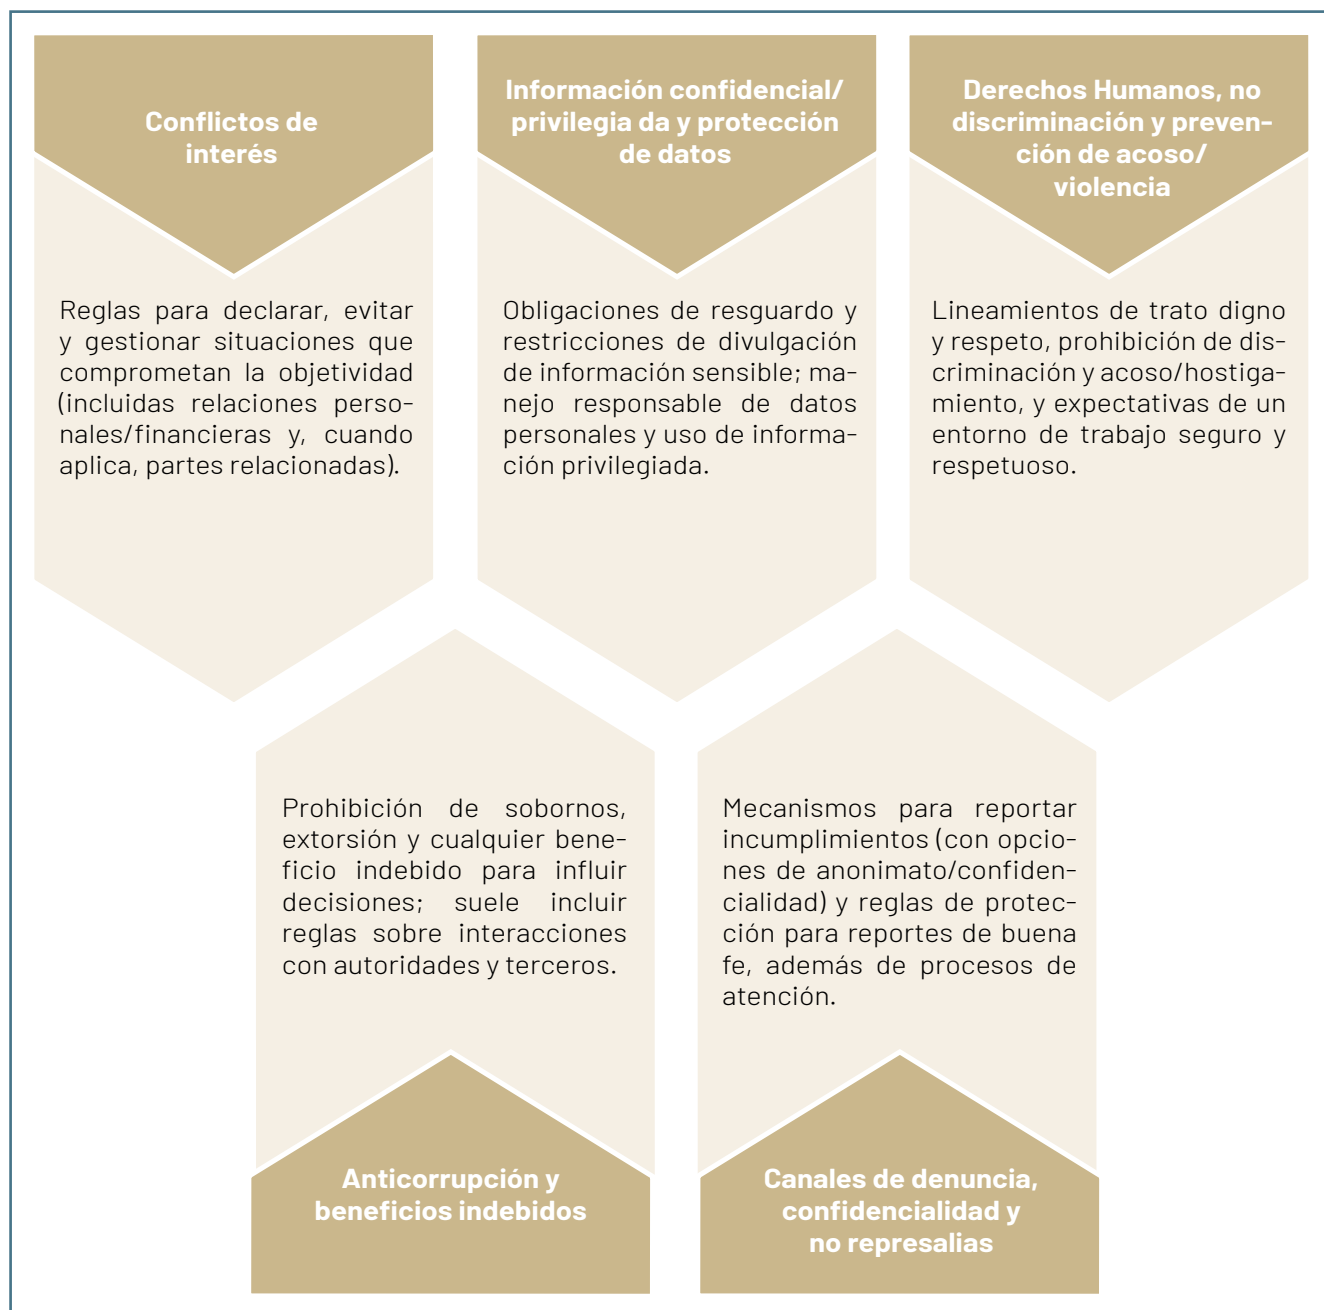 Conflictos de
interés
Reglas para declarar, evitar
y gestionar situaciones que
comprometan la objetividad
(incluidas relaciones perso-
nales/financieras y, cuando
aplica, partes relacionadas).
Información confidencial/
privilegia da y protección
de datos
Obligaciones de resguardo y
restricciones de divulgación
de información sensible; ma-
nejo responsable de datos
personales y uso de informa-
ción privilegiada.
Derechos Humanos, no
discriminación y preven-
ción de acoso/
violencia
Lineamientos de trato digno
y respeto, prohibición de dis-
criminación y acoso/hostiga-
miento, y expectativas de un
entorno de trabajo seguro y
respetuoso.
Prohibición de sobornos,
extorsión y cualquier bene-
ficio indebido para influir
decisiones; suele incluir
reglas sobre interacciones
con autoridades y terceros.
Anticorrupción y
beneficios indebidos
Mecanismos para reportar
incumplimientos (con opcio-
nes de anonimato/confiden-
cialidad) y reglas de protec-
ción para reportes de buena
fe, además de procesos de
atención.
Canales de denuncia,
confidencialidad y
no represalias